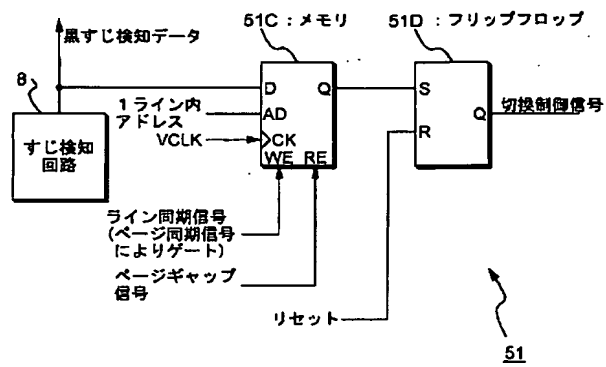 黒すじ検知データ
51C：メモリ
51D：フリップフロップ
8
すじ検知
回路
1ライン内
アドレス
VCLK
D
Q
AD
CK
WE RE
S
R
Q
切換制御信号
ライン同期信号
(ページ同期信号
によりゲート)
ページギャップ
信号
リセット
51